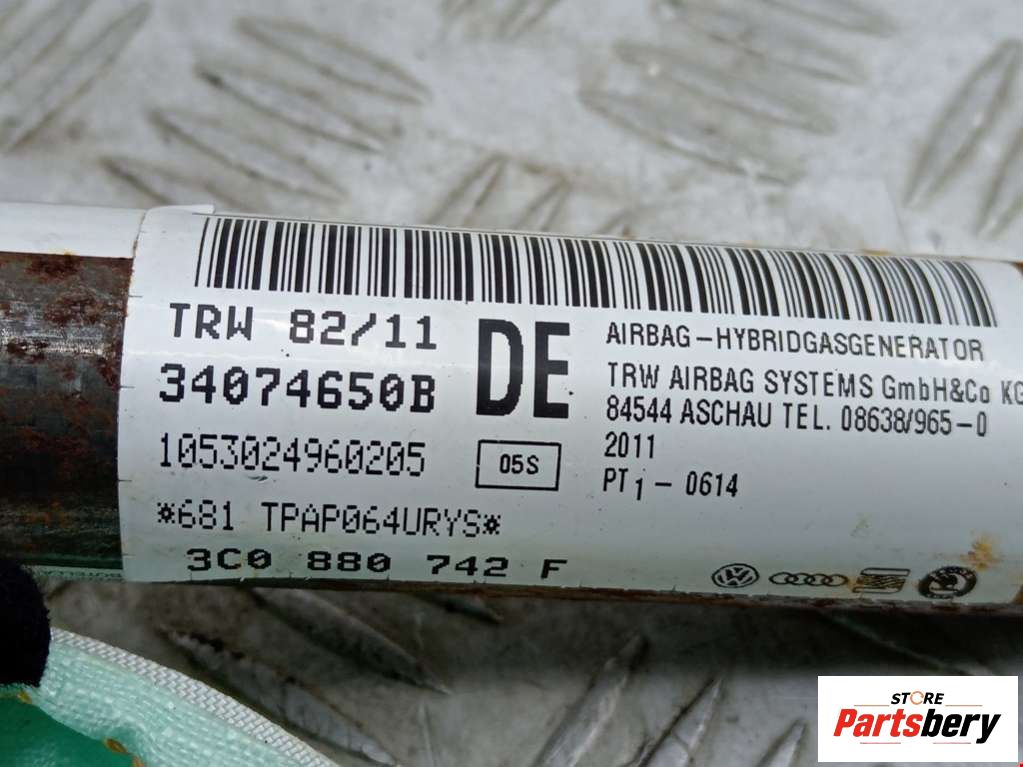 TRW 82/11
34074650B
DE
1053024960205
05S
*681 TPAP064URYS*
3C0 880 742 F
AIRBAG-HYBRIDGASGENERATOR
TRW AIRBAG SYSTEMS GmbH&Co KG
84544 ASCHAU TEL. 08638/965-0
2011
PT1 - 0614
STORE
Partsbery